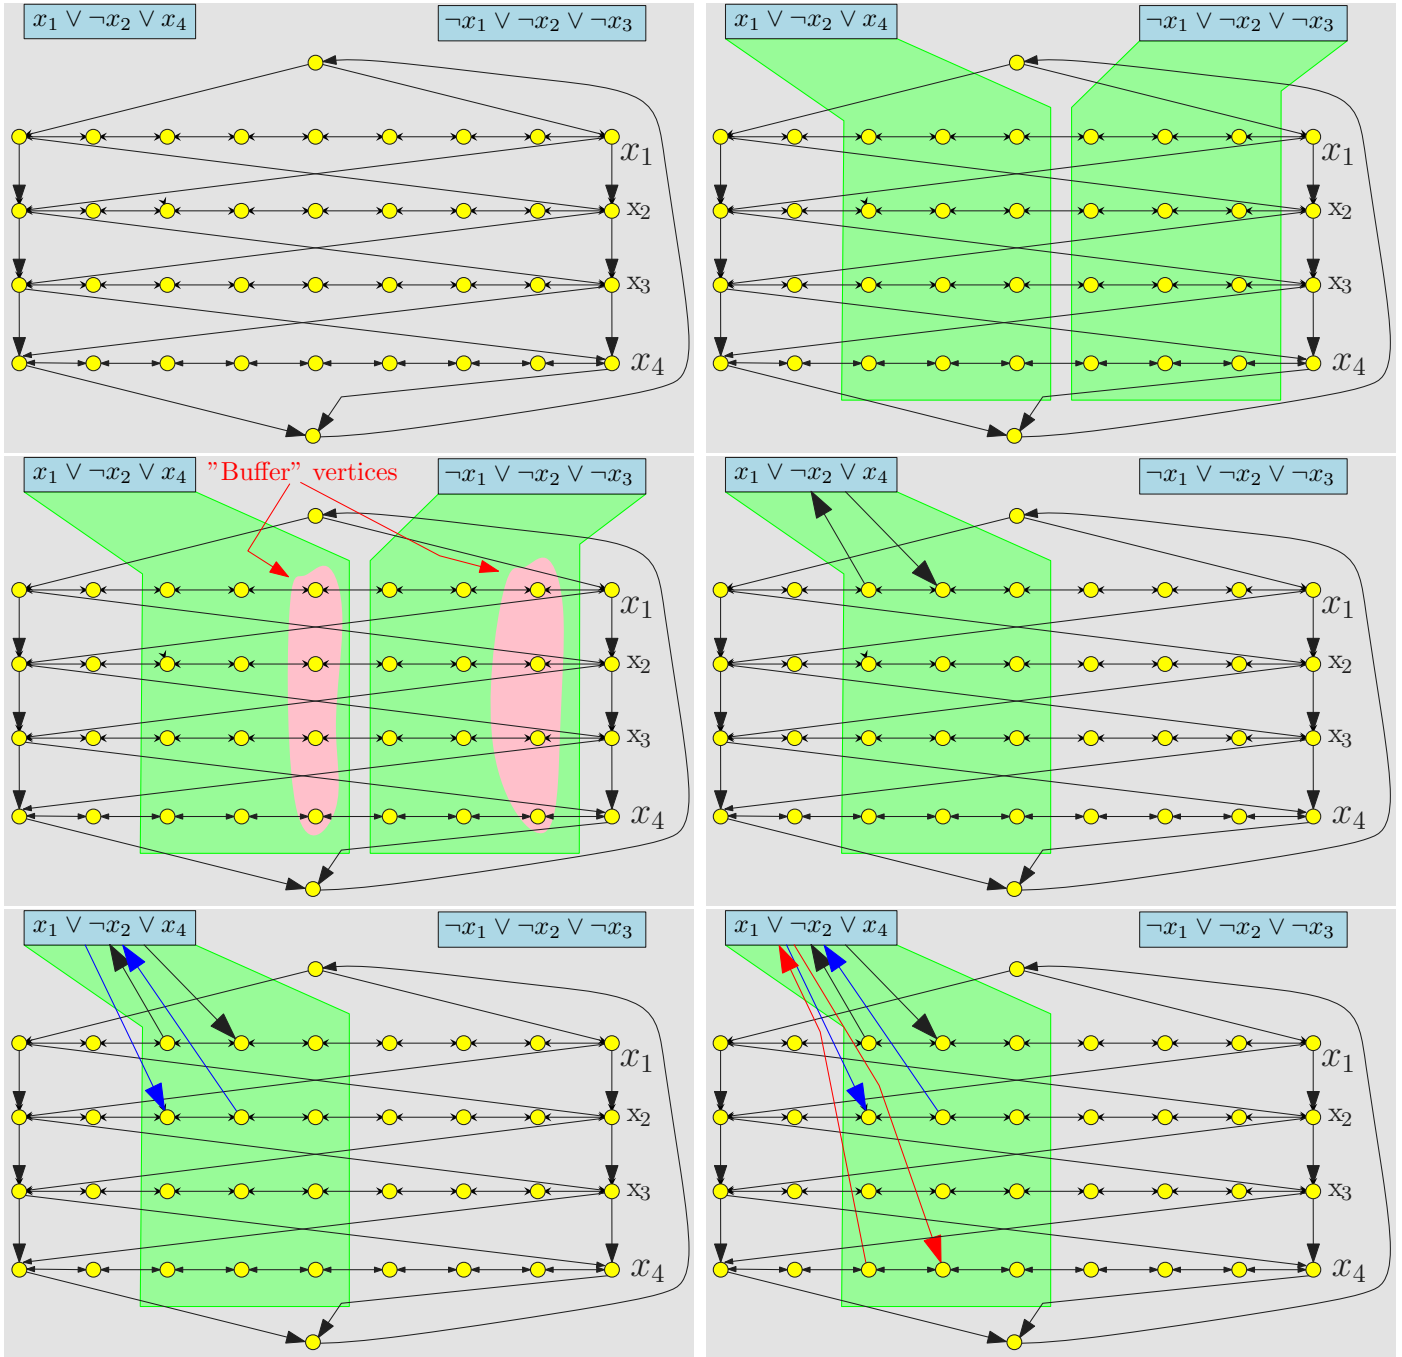 x₁ ∨ ¬x₂ ∨ x₄ ¬x₁ ∨ ¬x₂ ∨ ¬x₃
x₁
x₂
x₃
x₄
x₁ ∨ ¬x₂ ∨ x₄ ¬x₁ ∨ ¬x₂ ∨ ¬x₃
x₁
x₂
x₃
x₄
x₁ ∨ ¬x₂ ∨ x₄ ”Buffer” vertices ¬x₁ ∨ ¬x₂ ∨ ¬x₃
x₁
x₂
x₃
x₄
x₁ ∨ ¬x₂ ∨ x₄ ¬x₁ ∨ ¬x₂ ∨ ¬x₃
x₁
x₂
x₃
x₄
x₁ ∨ ¬x₂ ∨ x₄ ¬x₁ ∨ ¬x₂ ∨ ¬x₃
x₁
x₂
x₃
x₄
x₁ ∨ ¬x₂ ∨ x₄ ¬x₁ ∨ ¬x₂ ∨ ¬x₃
x₁
x₂
x₃
x₄